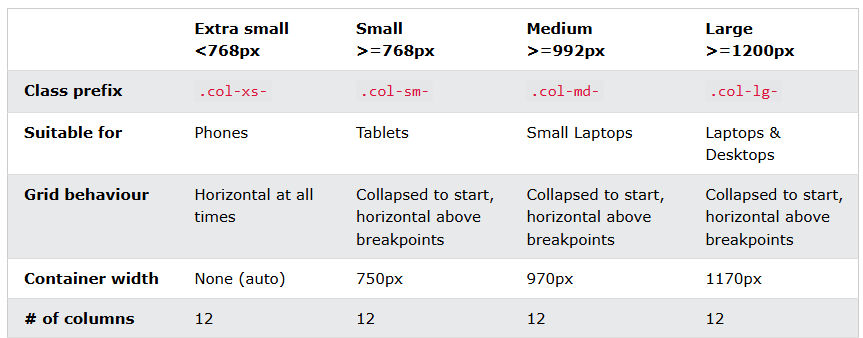 Extra small Small Medium Large
<768px >=768px >=992px >=1200px
Class prefix .col-xs- .col-sm- .col-md- .col-lg-
Suitable for Phones Tablets Small Laptops Laptops &
Desktops
Grid behaviour Horizontal at all Collapsed to start, Collapsed to start, Collapsed to start,
times horizontal above horizontal above horizontal above
breakpoints breakpoints breakpoints
Container width None (auto) 750px 970px 1170px
# of columns 12 12 12 12